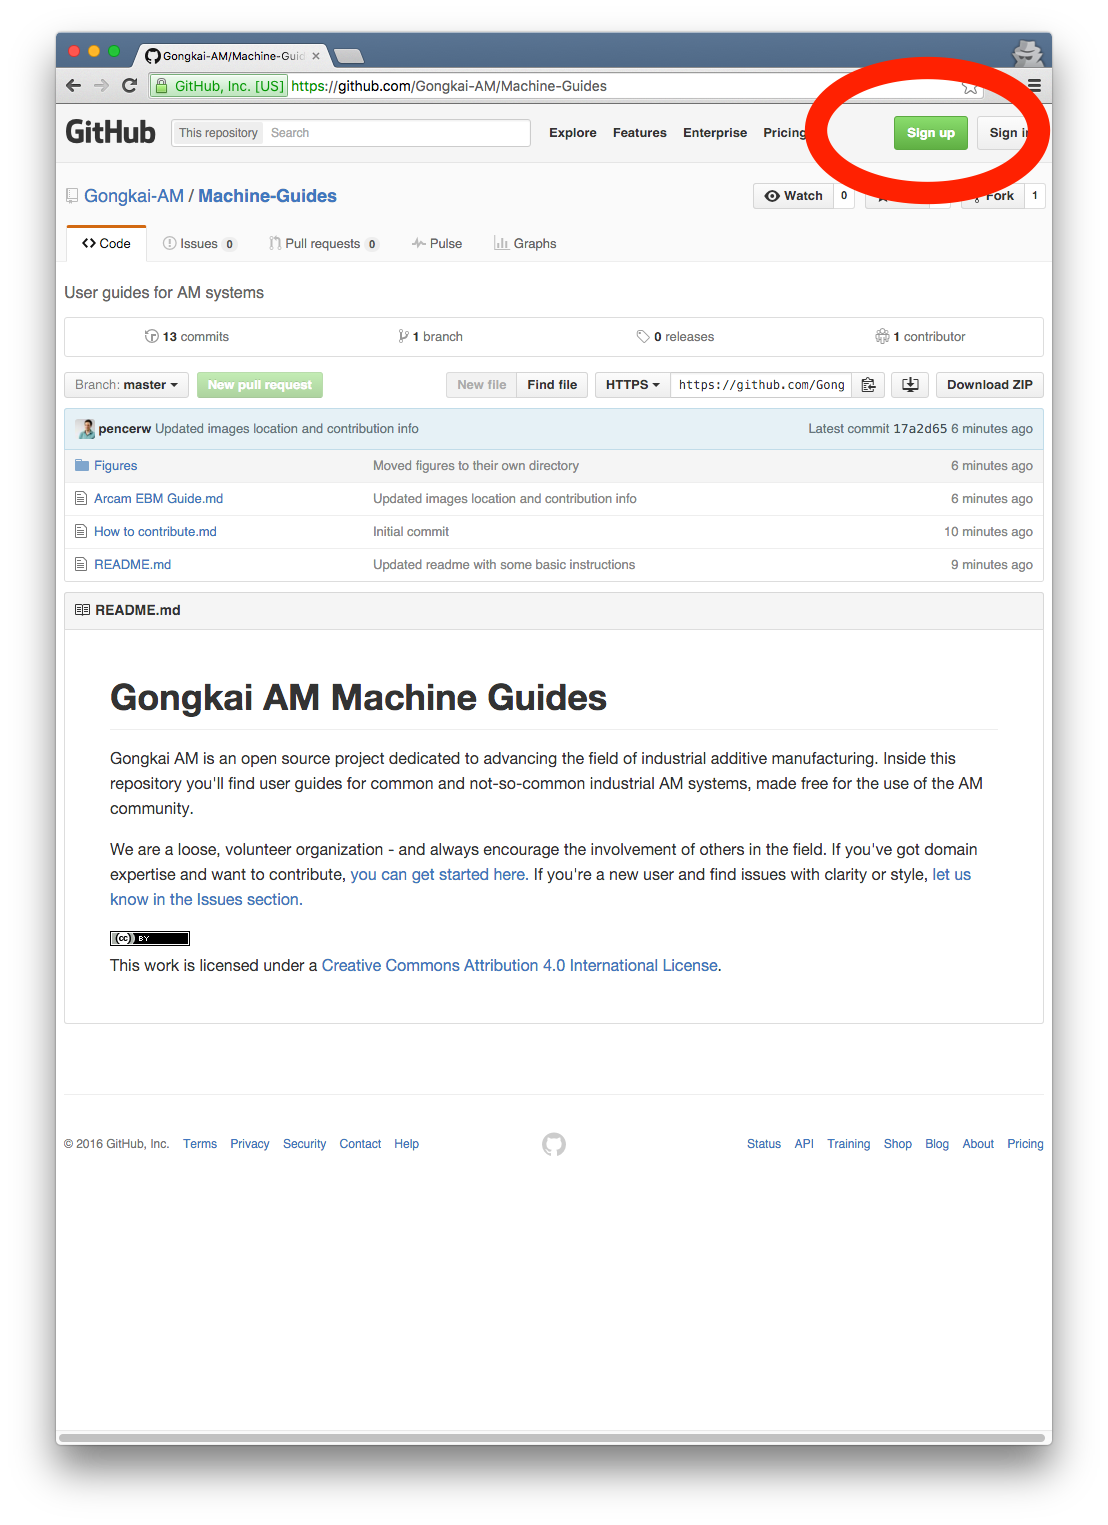 Gongkai-AM/Machine-Guid
GitHub, Inc. [US] https://github.com/Gongkai-AM/Machine-Guides
GitHub This repository Search Explore Features Enterprise Pricing Sign up Sign in
Gongkai-AM / Machine-Guides Watch 0 Fork 1
Code Issues 0 Pull requests 0 Pulse Graphs
User guides for AM systems
13 commits 1 branch 0 releases 1 contributor
Branch: master New pull request New file Find file HTTPS https://github.com/Gong Download ZIP
pencerw Updated images location and contribution info Latest commit 17a2d65 6 minutes ago
Figures Moved figures to their own directory 6 minutes ago
Arcam EBM Guide.md Updated images location and contribution info 6 minutes ago
How to contribute.md Initial commit 10 minutes ago
README.md Updated readme with some basic instructions 9 minutes ago
README.md
Gongkai AM Machine Guides
Gongkai AM is an open source project dedicated to advancing the field of industrial additive manufacturing. Inside this
repository you'll find user guides for common and not-so-common industrial AM systems, made free for the use of the AM
community.
We are a loose, volunteer organization - and always encourage the involvement of others in the field. If you've got domain
expertise and want to contribute, you can get started here. If you're a new user and find issues with clarity or style, let us
know in the Issues section.
cc BY
This work is licensed under a Creative Commons Attribution 4.0 International License.
© 2016 GitHub, Inc. Terms Privacy Security Contact Help Status API Training Shop Blog About Pricing